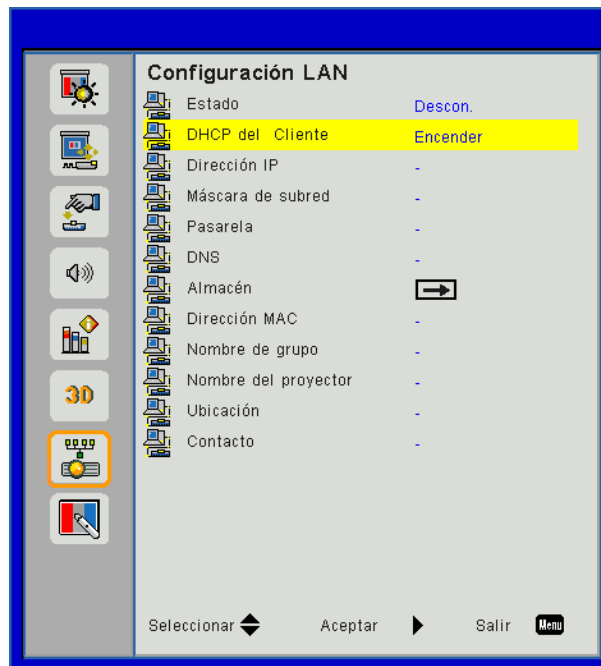 Configuración LAN
Estado Descon.
DHCP del Cliente Encender
Dirección IP -
Máscara de subred -
Pasarela -
DNS -
Almacén
Dirección MAC -
Nombre de grupo -
Nombre del proyector -
Ubicación -
Contacto -
3D
Seleccionar Aceptar Salir Menu